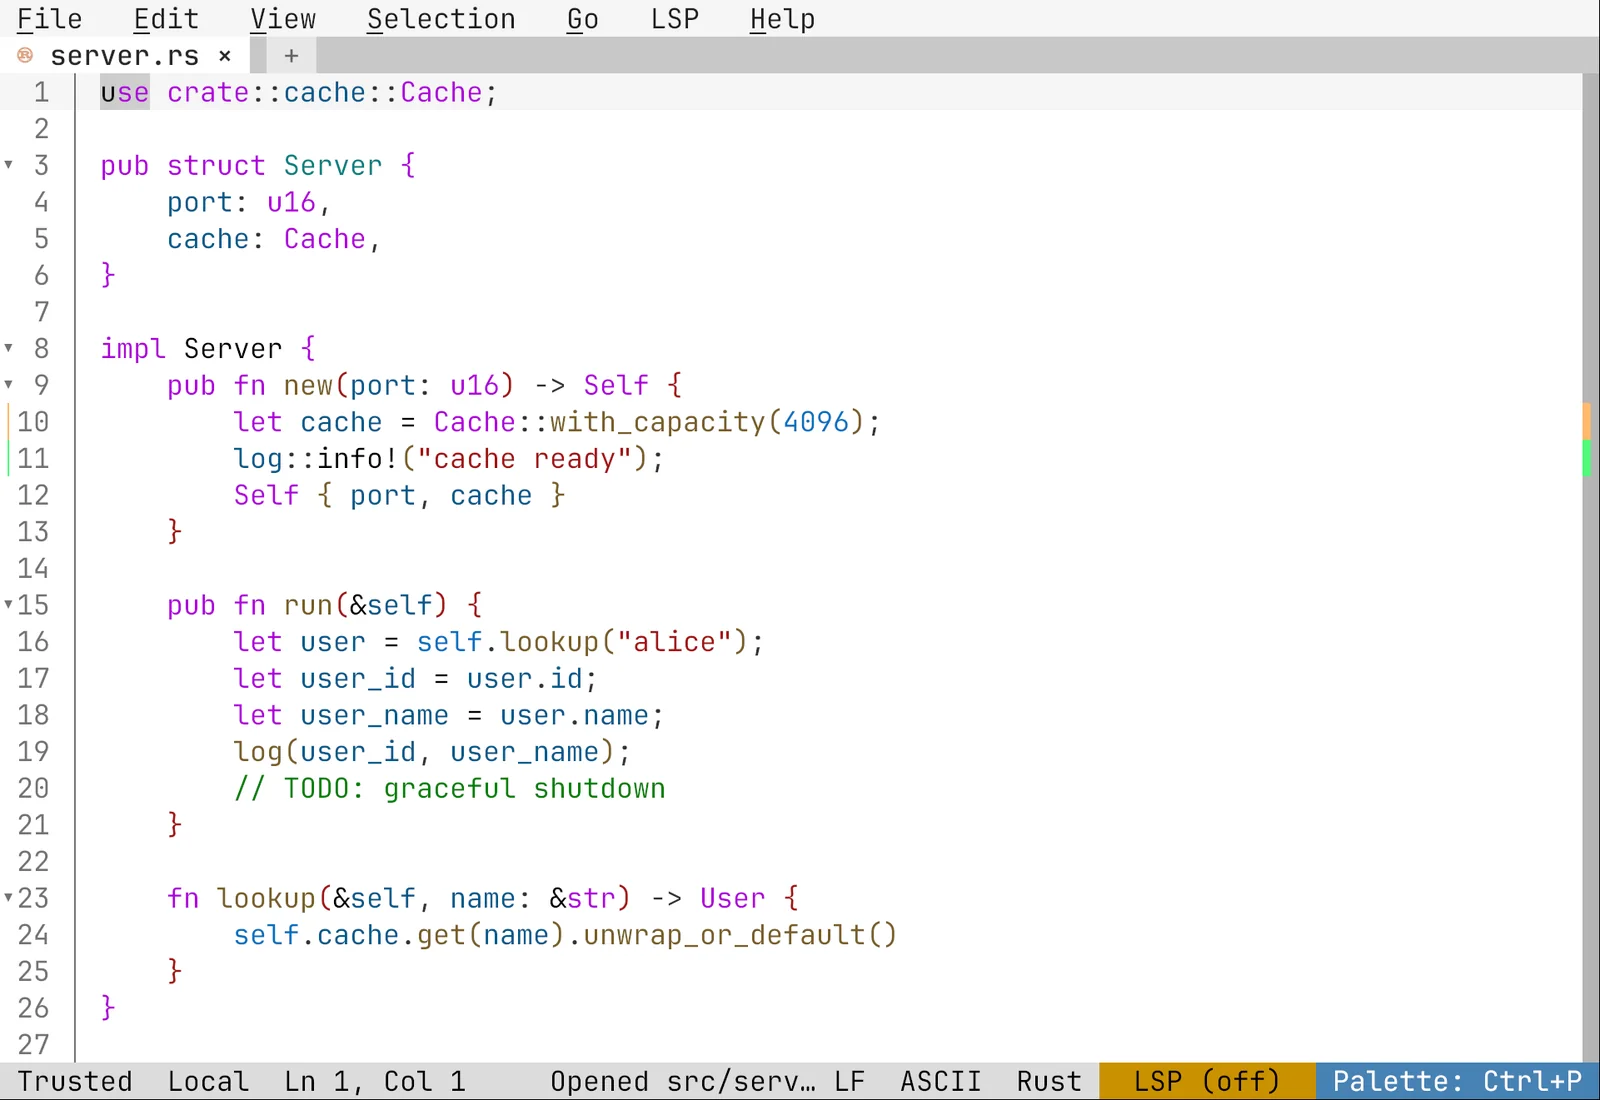 File Edit View Selection Go LSP Help
server.rs × +
1 use crate::cache::Cache;
2
3 pub struct Server {
4 port: u16,
5 cache: Cache,
6 }
7
8 impl Server {
9 pub fn new(port: u16) -> Self {
10 let cache = Cache::with_capacity(4096);
11 log::info!("cache ready");
12 Self { port, cache }
13 }
14
15 pub fn run(&self) {
16 let user = self.lookup("alice");
17 let user_id = user.id;
18 let user_name = user.name;
19 log(user_id, user_name);
20 // TODO: graceful shutdown
21 }
22
23 fn lookup(&self, name: &str) -> User {
24 self.cache.get(name).unwrap_or_default()
25 }
26 }
27
Trusted Local Ln 1, Col 1 Opened src/serv… LF ASCII Rust LSP (off) Palette: Ctrl+P